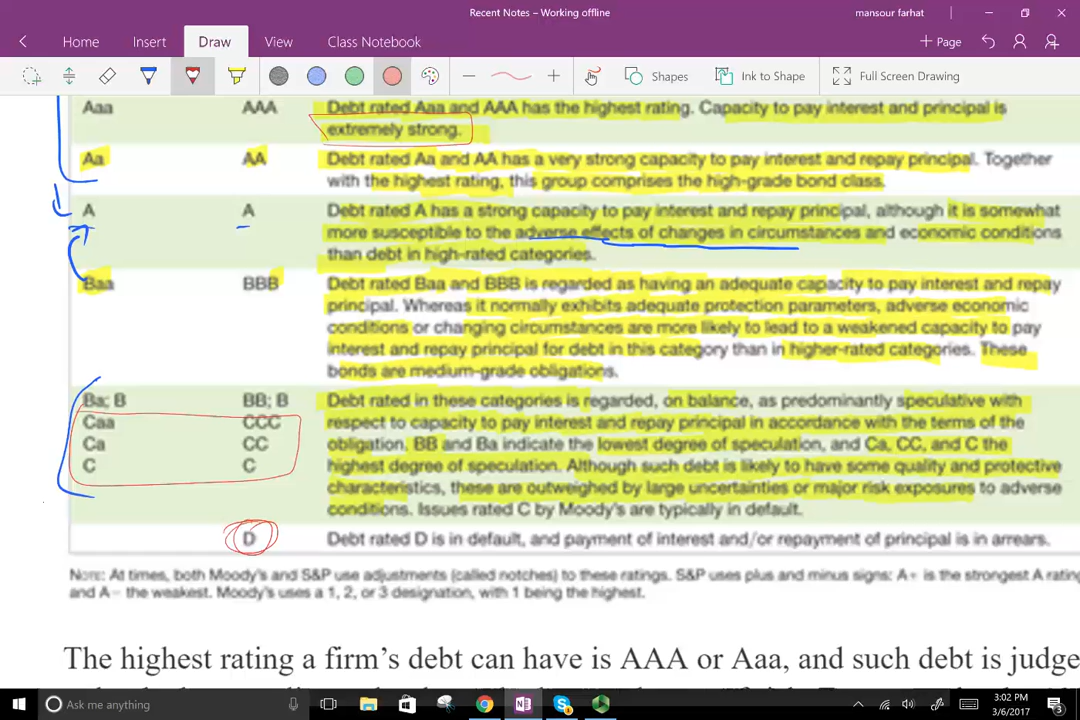 Recent Notes – Working offline
mansour farhat
Home Insert Draw View Class Notebook
Page
Shapes Ink to Shape Full Screen Drawing
Aaa AAA Debt rated Aaa and AAA has the highest rating. Capacity to pay interest and principal is
extremely strong.
Aa AA Debt rated Aa and AA has a very strong capacity to pay interest and repay principal. Together
with the highest rating, this group comprises the high-grade bond class.
A A Debt rated A has a strong capacity to pay interest and repay principal, although it is somewhat
more susceptible to the adverse effects of changes in circumstances and economic conditions
than debt in high-rated categories.
Baa BBB Debt rated Baa and BBB is regarded as having an adequate capacity to pay interest and repay
principal. Whereas it normally exhibits adequate protection parameters, adverse economic
conditions or changing circumstances are more likely to lead to a weakened capacity to pay
interest and repay principal for debt in this category than in higher-rated categories. These
bonds are medium-grade obligations.
Ba; B BB; B Debt rated in these categories is regarded, on balance, as predominantly speculative with
Caa CCC respect to capacity to pay interest and repay principal in accordance with the terms of the
Ca CC obligation. BB and Ba indicate the lowest degree of speculation, and Ca, CC, and C the
C C highest degree of speculation. Although such debt is likely to have some quality and protective
characteristics, these are outweighed by large uncertainties or major risk exposures to adverse
conditions. Issues rated C by Moody's are typically in default.
D Debt rated D is in default, and payment of interest and/or repayment of principal is in arrears.
NOTE: At times, both Moody's and S&P use adjustments (called notches) to these ratings. S&P uses plus and minus signs: A+ is the strongest A rating
and A− the weakest. Moody's uses a 1, 2, or 3 designation, with 1 being the highest.
The highest rating a firm's debt can have is AAA or Aaa, and such debt is judge
Ask me anything
3:02 PM
3/6/2017
3